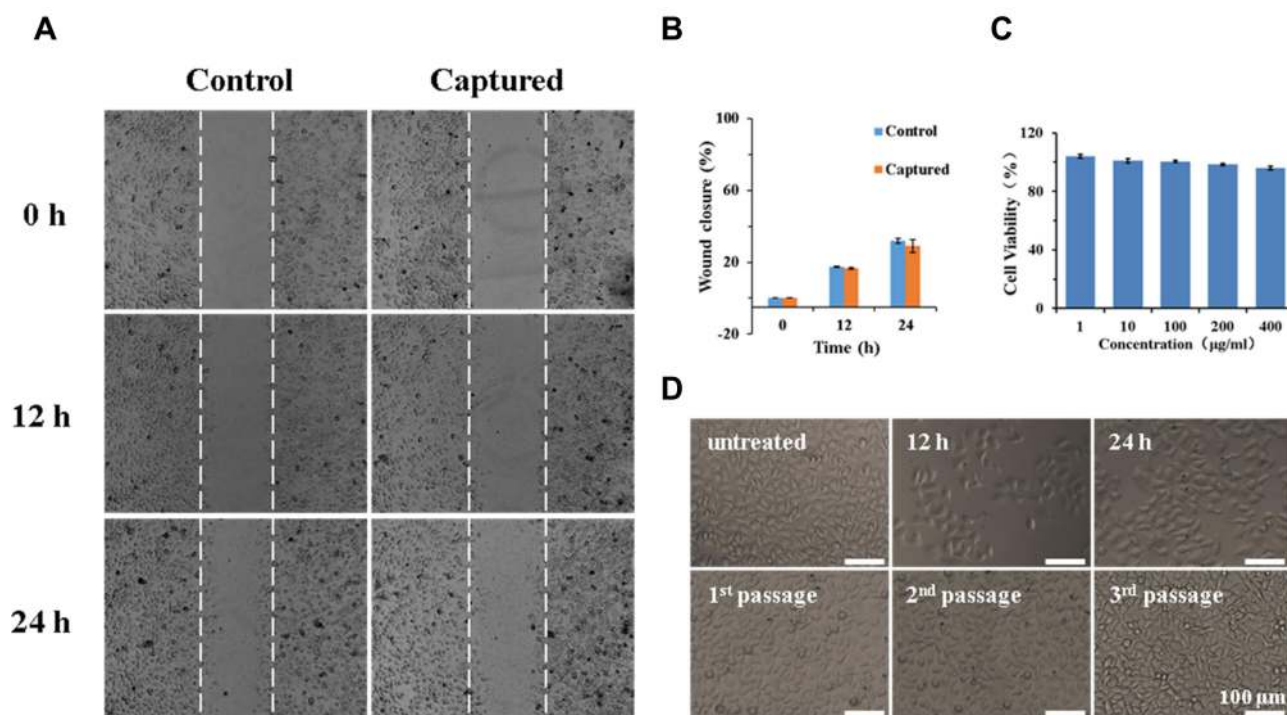 A
Control
Captured
0 h
12 h
24 h
B
Wound closure (%)
100
60
20
-20
Control
Captured
0
12
24
Time (h)
C
Cell Viability (%)
120
80
40
0
1
10
100
200
400
Concentration (μg/ml)
D
untreated
12 h
24 h
1st passage
2nd passage
3rd passage
100 μm